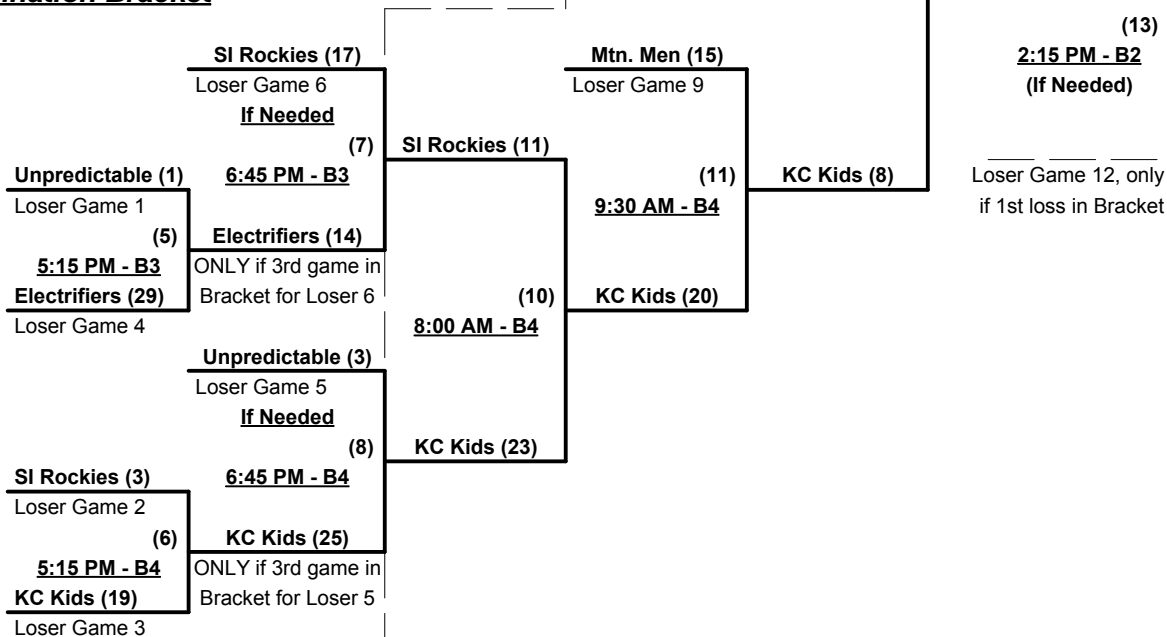 ination Bracket
(13)
SI Rockies (17)
Mtn. Men (15)
2:15 PM - B2
Loser Game 6
Loser Game 9
(If Needed)
If Needed
(7)
SI Rockies (11)
Unpredictable (1)
6:45 PM - B3
(11)
KC Kids (8)
Loser Game 12, only
Loser Game 1
9:30 AM - B4
if 1st loss in Bracket
(5)
Electrifiers (14)
5:15 PM - B3
ONLY if 3rd game in
Electrifiers (29)
Bracket for Loser 6
(10)
KC Kids (20)
Loser Game 4
8:00 AM - B4
Unpredictable (3)
Loser Game 5
If Needed
(8)
KC Kids (23)
SI Rockies (3)
6:45 PM - B4
Loser Game 2
(6)
KC Kids (25)
5:15 PM - B4
ONLY if 3rd game in
KC Kids (19)
Bracket for Loser 5
Loser Game 3